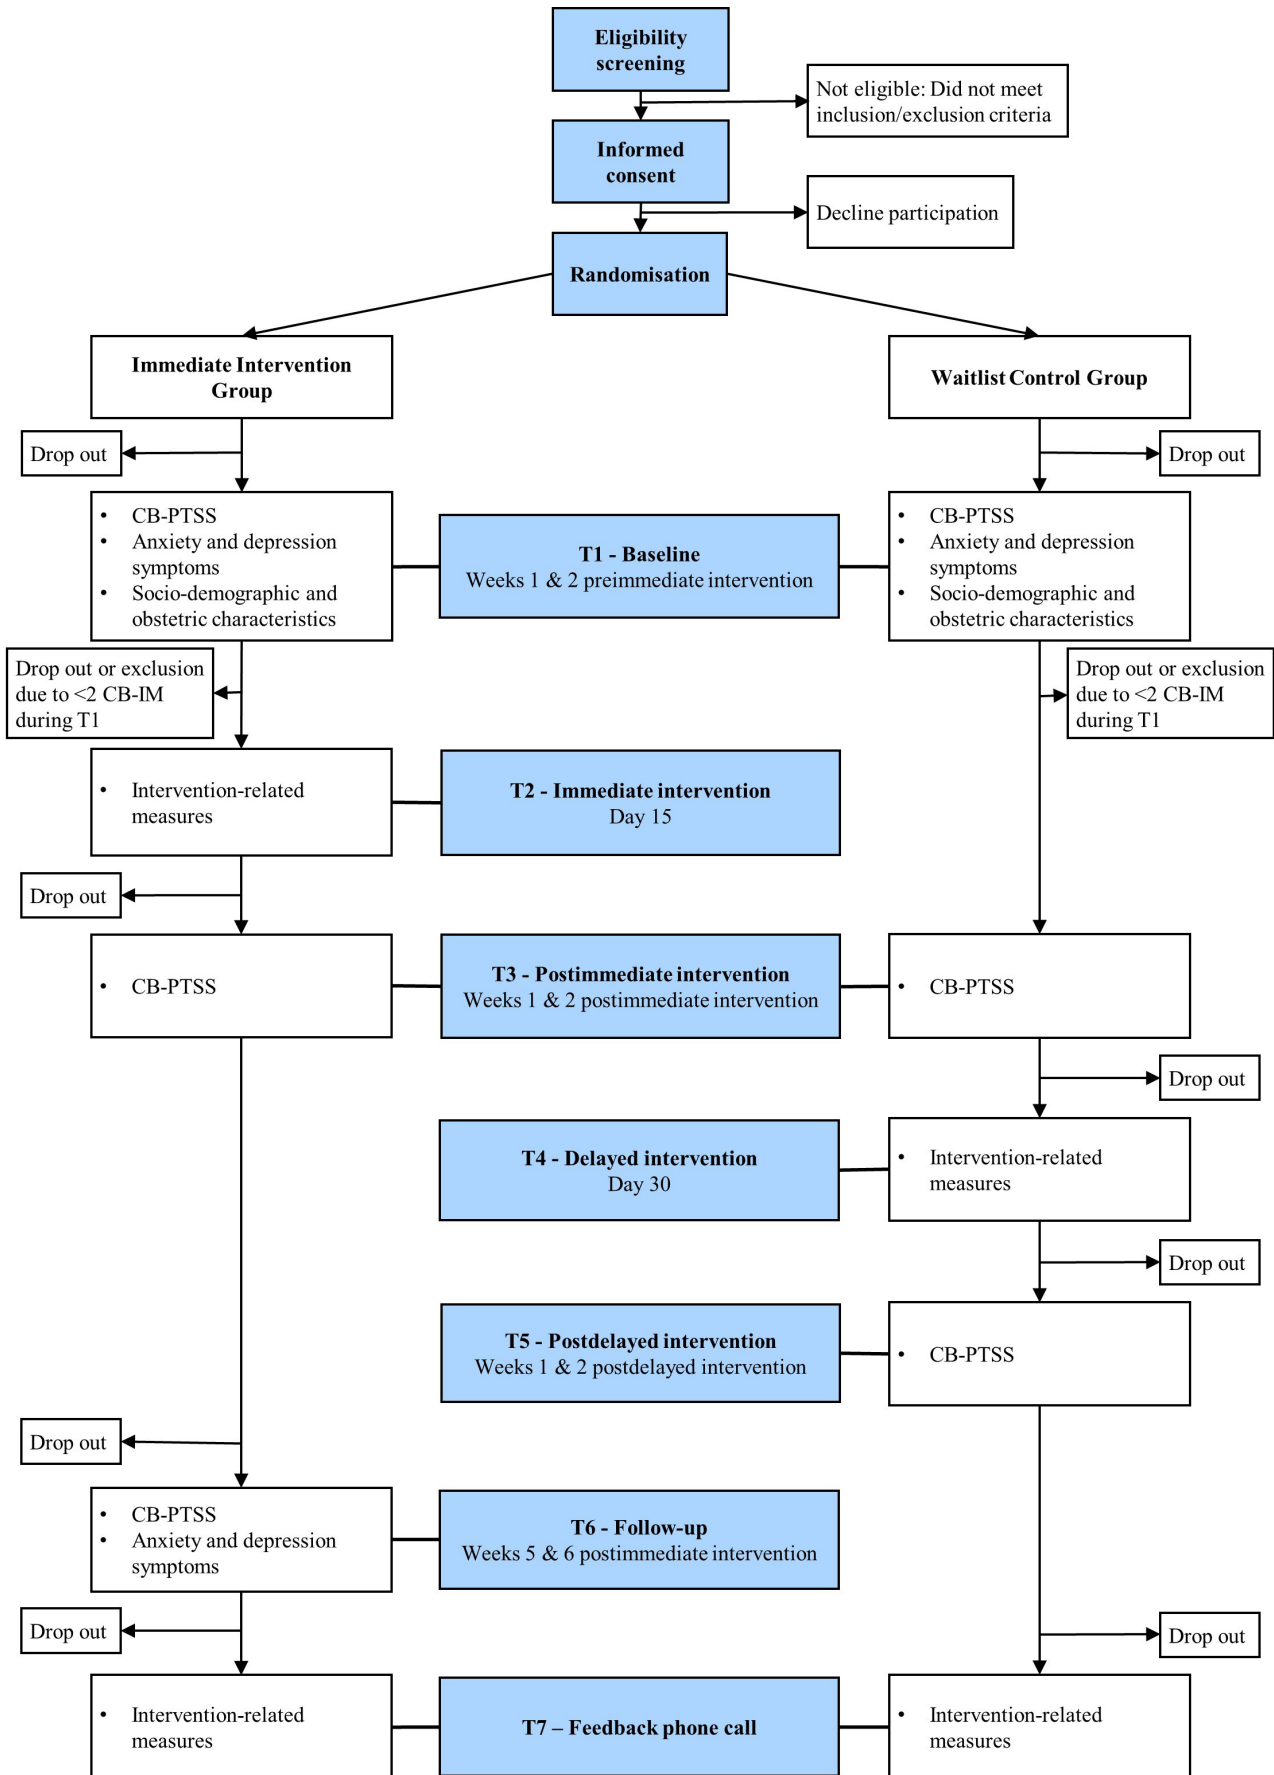 Eligibility
screening
Not eligible: Did not meet
inclusion/exclusion criteria
Informed
consent
Decline participation
Randomisation
Immediate Intervention
Group
Waitlist Control Group
Drop out
Drop out
• CB-PTSS
• Anxiety and depression
symptoms
• Socio-demographic and
obstetric characteristics
T1 - Baseline
Weeks 1 & 2 preimmediate intervention
• CB-PTSS
• Anxiety and depression
symptoms
• Socio-demographic and
obstetric characteristics
Drop out or exclusion
due to <2 CB-IM
during T1
Drop out or exclusion
due to <2 CB-IM
during T1
• Intervention-related
measures
T2 - Immediate intervention
Day 15
Drop out
• CB-PTSS
T3 - Postimmediate intervention
Weeks 1 & 2 postimmediate intervention
• CB-PTSS
Drop out
T4 - Delayed intervention
Day 30
• Intervention-related
measures
Drop out
T5 - Postdelayed intervention
Weeks 1 & 2 postdelayed intervention
• CB-PTSS
Drop out
• CB-PTSS
• Anxiety and depression
symptoms
T6 - Follow-up
Weeks 5 & 6 postimmediate intervention
Drop out
Drop out
• Intervention-related
measures
T7 – Feedback phone call
• Intervention-related
measures